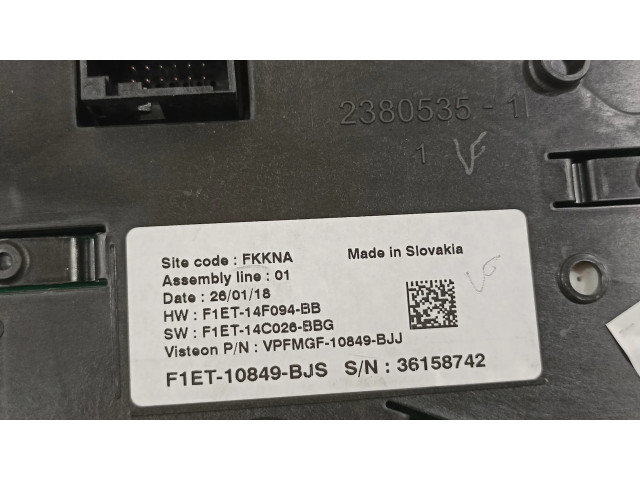 2380535-1
1
Site code : FKKNA
Made in Slovakia
Assembly line : 01
Date : 26/01/18
HW : F1ET-14F094-BB
SW : F1ET-14C026-BBG
Visteon P/N : VPFMGF-10849-BJJ
F1ET-10849-BJS S/N : 36158742